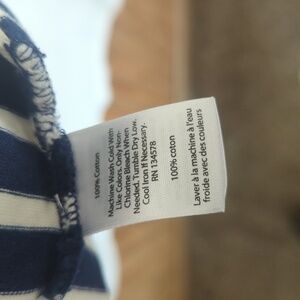 100% Cotton
Machine Wash Cold With
Like Colors. Only Non-
Chlorine Bleach When
Needed. Tumble Dry Low.
Cool Iron If Necessary.
RN 134578
100% coton
Laver à la machine à l'eau
froide avec des couleurs